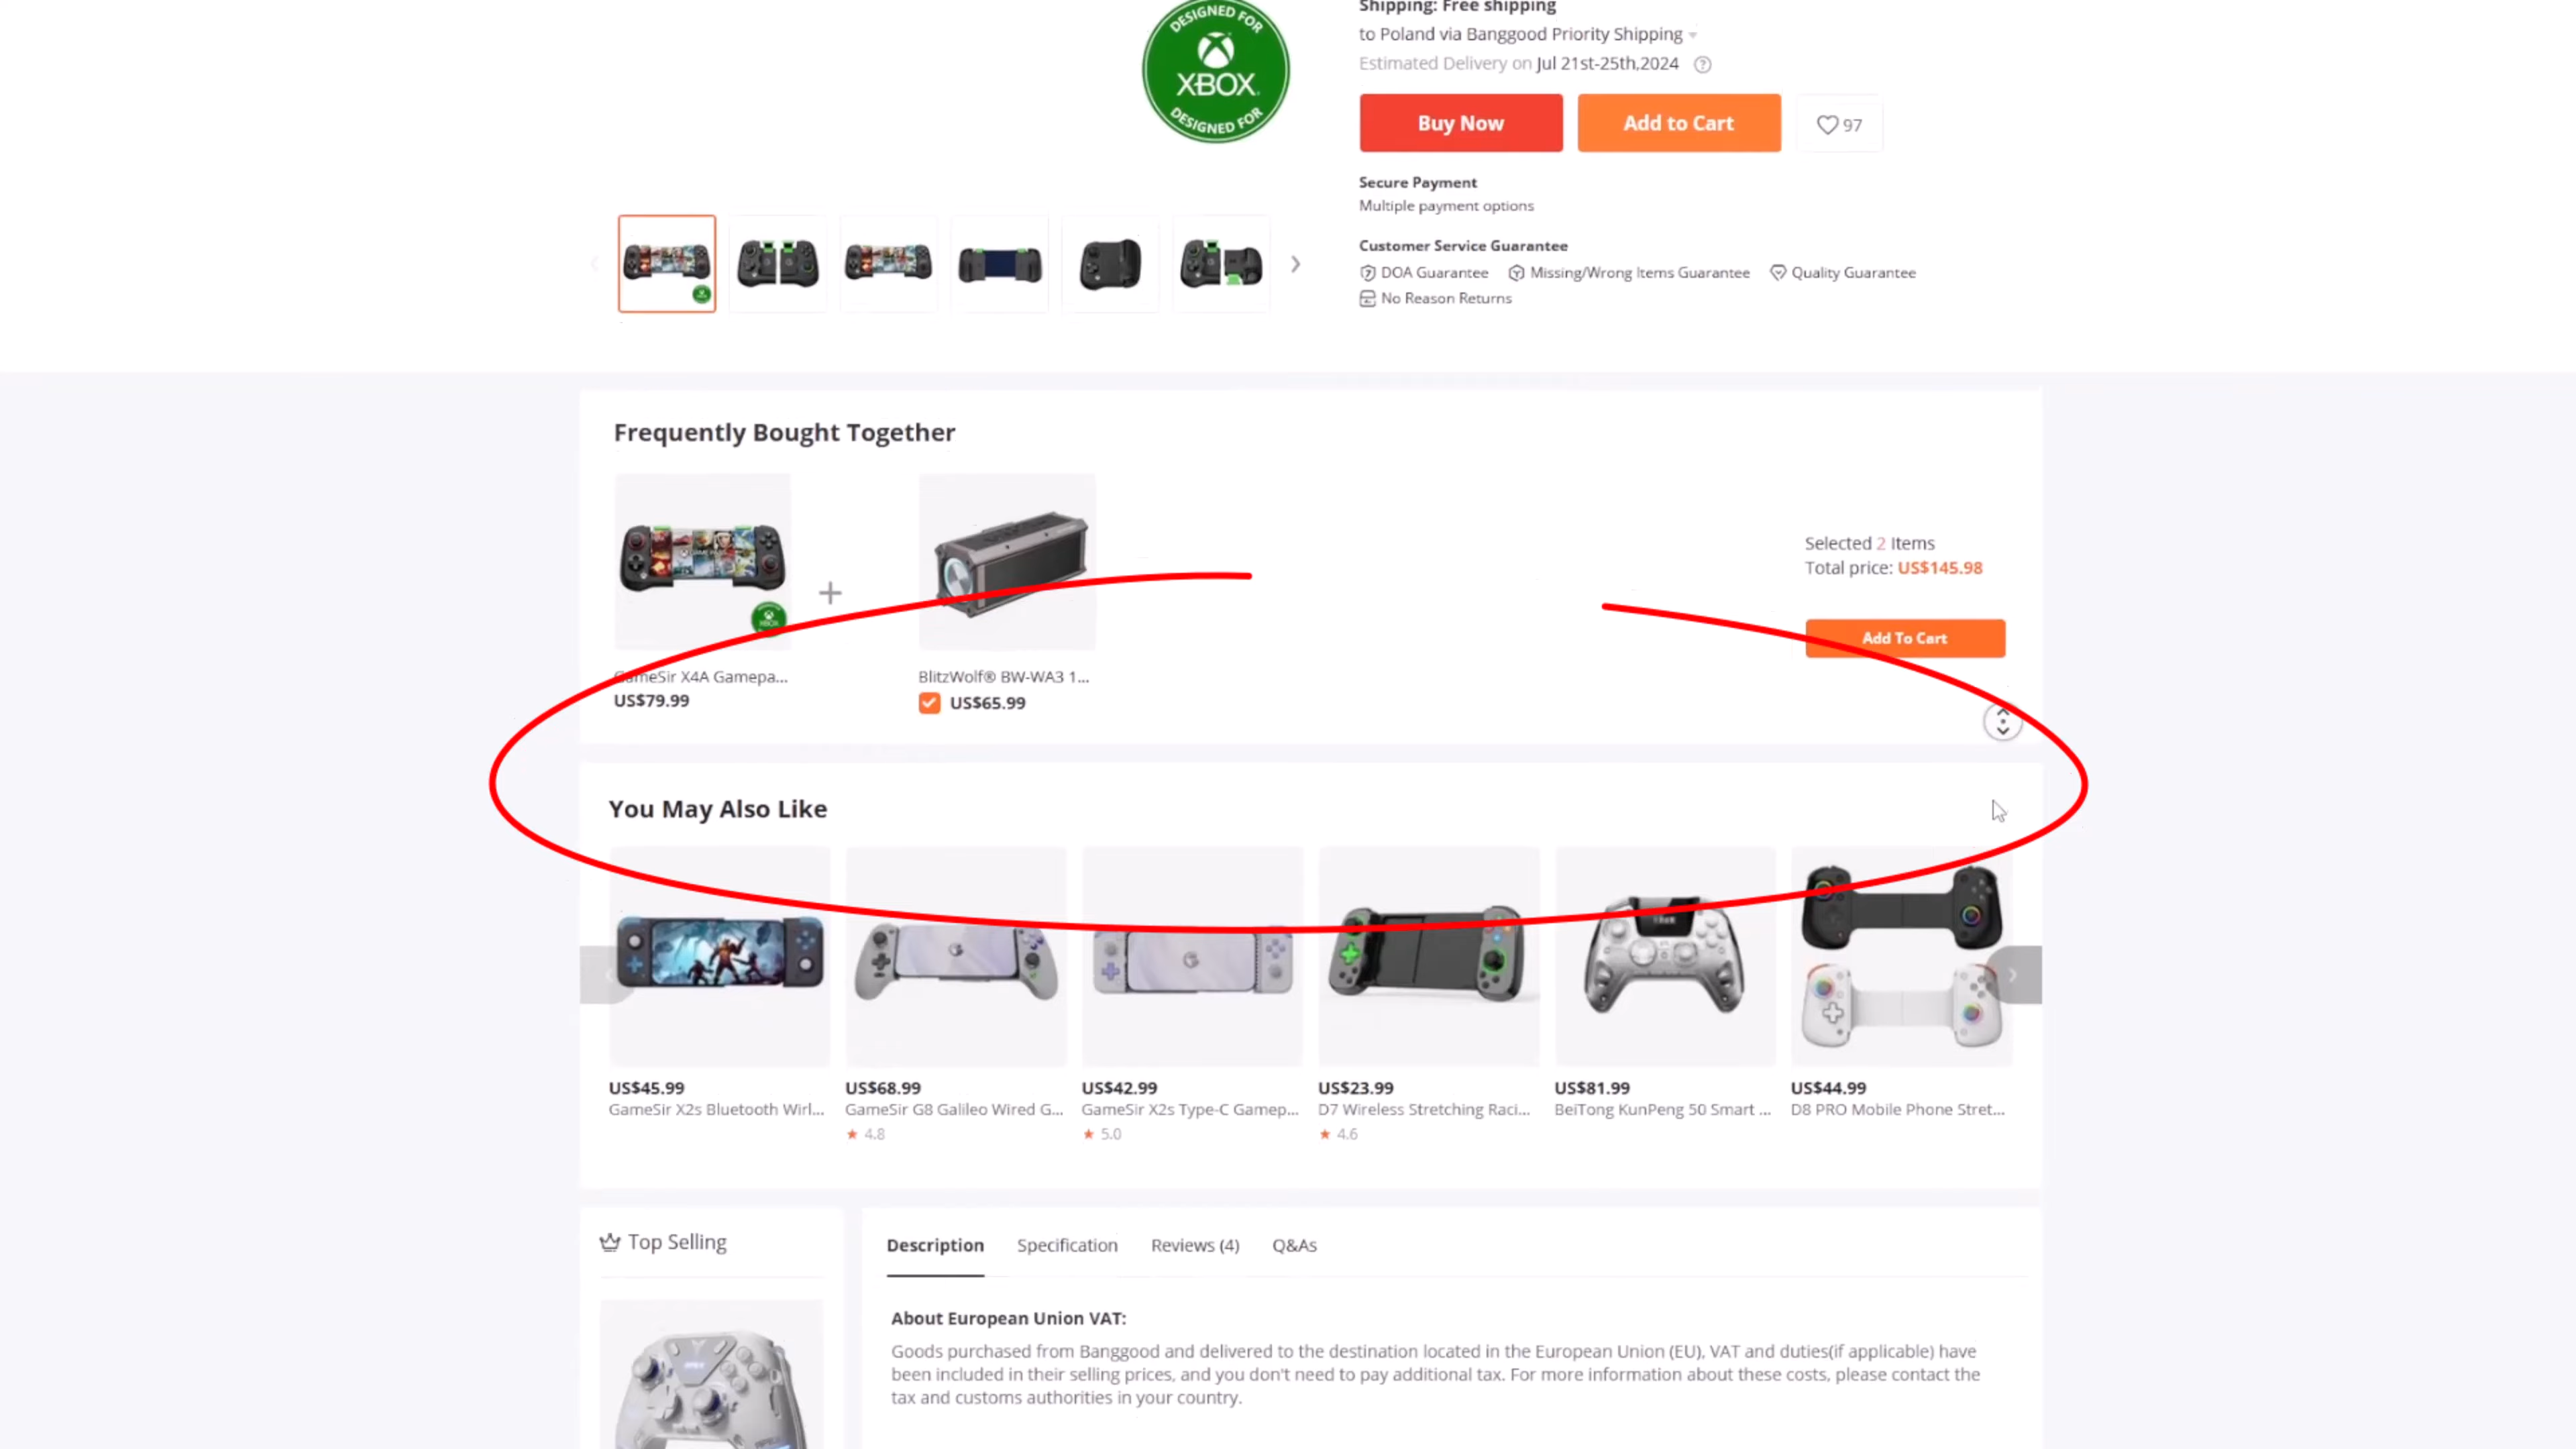 Shipping: Free shipping
to Poland via Banggood Priority Shipping
Estimated Delivery on Jul 21st-25th,2024
DESIGNED FOR
XBOX
DESIGNED FOR
Buy Now
Add to Cart
97
Secure Payment
Multiple payment options
Customer Service Guarantee
DOA Guarantee Missing/Wrong Items Guarantee Quality Guarantee
No Reason Returns
Frequently Bought Together
Selected 2 Items
Total price: US$145.98
Add To Cart
GameSir X4A Gamepa...
US$79.99
BlitzWolf® BW-WA3 1...
US$65.99
You May Also Like
US$45.99
GameSir X2s Bluetooth Wirl...
US$68.99
GameSir G8 Galileo Wired G...
4.8
US$42.99
GameSir X2s Type-C Gamep...
5.0
US$23.99
D7 Wireless Stretching Raci...
4.6
US$81.99
BeiTong KunPeng 50 Smart ...
US$44.99
D8 PRO Mobile Phone Stret...
Top Selling
Description Specification Reviews (4) Q&As
About European Union VAT:
Goods purchased from Banggood and delivered to the destination located in the European Union (EU), VAT and duties(if applicable) have
been included in their selling prices, and you don't need to pay additional tax. For more information about these costs, please contact the
tax and customs authorities in your country.